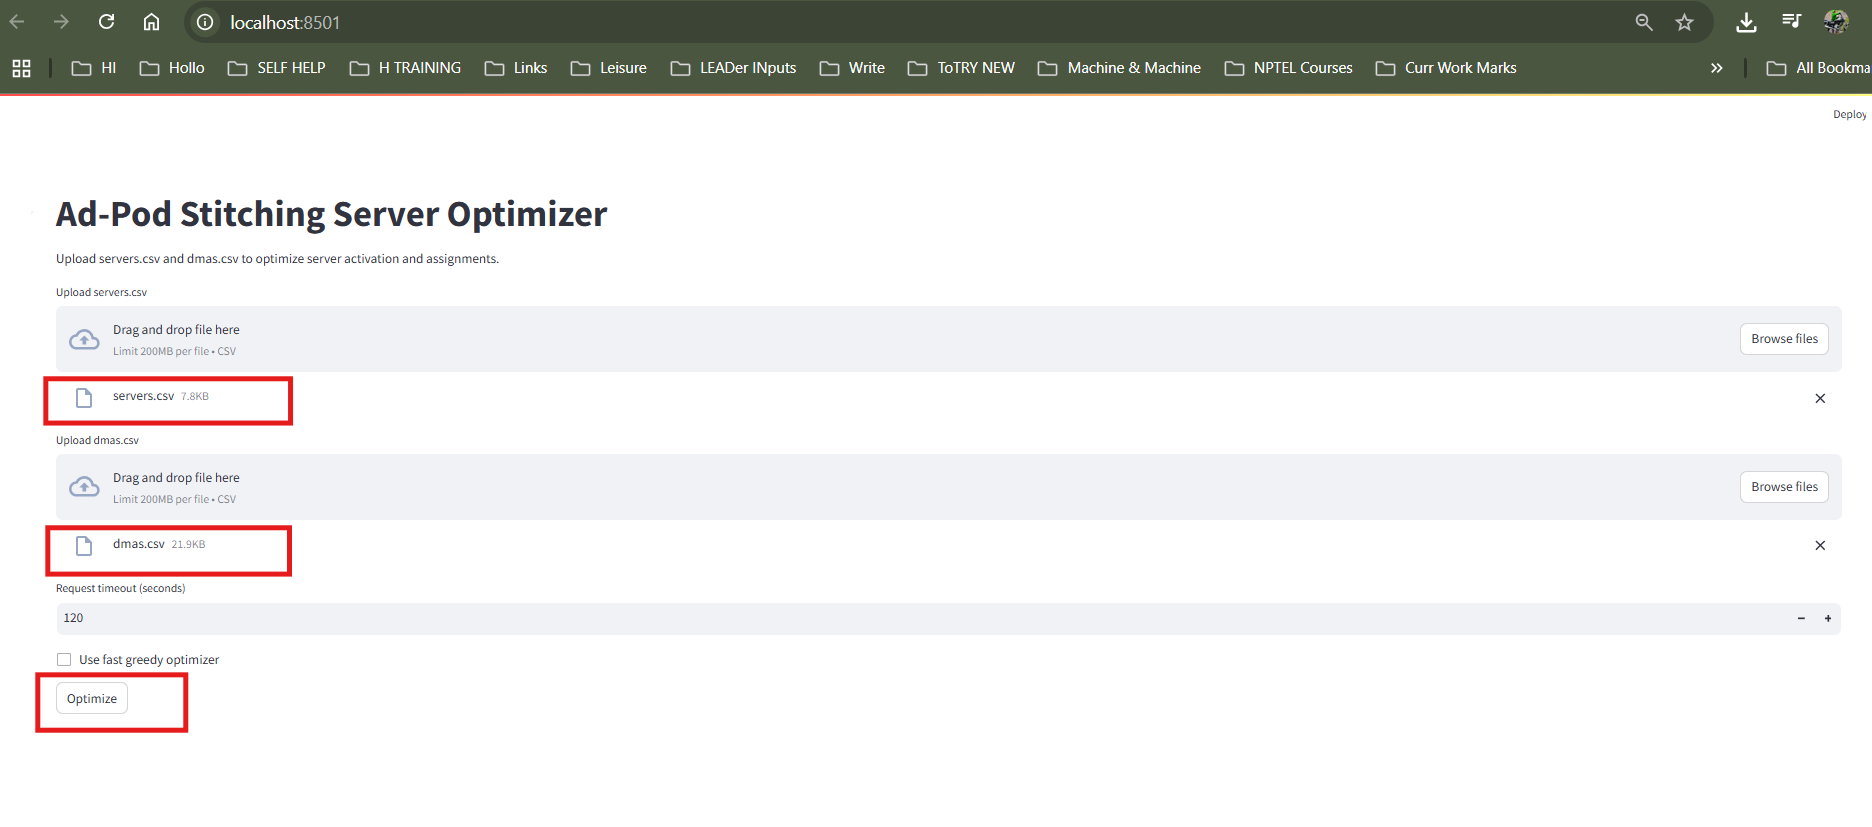 localhost:8501
HI Hollo SELF HELP H TRAINING Links Leisure LEADer INputs Write ToTRY NEW Machine & Machine NPTEL Courses Curr Work Marks » All Bookma
Deploy
Ad-Pod Stitching Server Optimizer
Upload servers.csv and dmas.csv to optimize server activation and assignments.
Upload servers.csv
Drag and drop file here
Limit 200MB per file • CSV
Browse files
servers.csv 7.8KB
Upload dmas.csv
Drag and drop file here
Limit 200MB per file • CSV
Browse files
dmas.csv 21.9KB
Request timeout (seconds)
120
Use fast greedy optimizer
Optimize